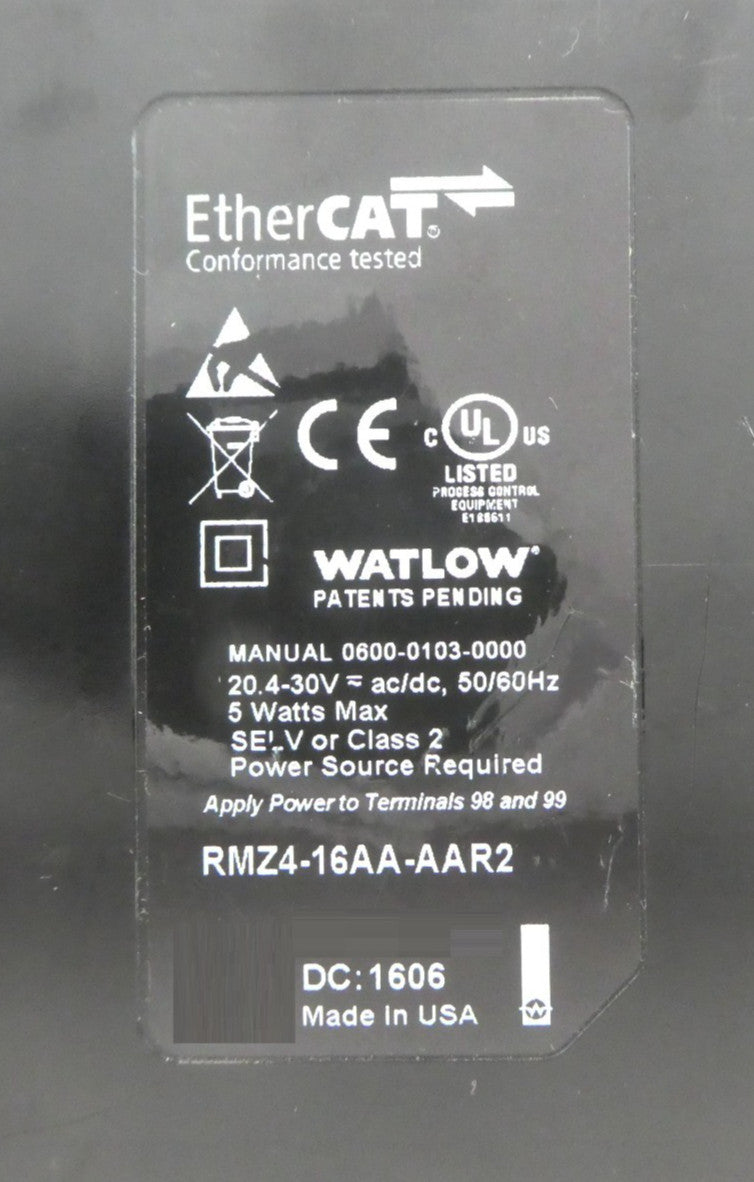 EtherCAT®
Conformance tested
CE
C UL US
LISTED
PROCESS CONTROL
EQUIPMENT
WATLOW®
PATENTS PENDING
MANUAL 0600-0103-0000
20.4-30V ≂ ac/dc, 50/60Hz
5 Watts Max
SELV or Class 2
Power Source Required
Apply Power to Terminals 98 and 99
RMZ4-16AA-AAR2
DC:1606
Made in USA
W